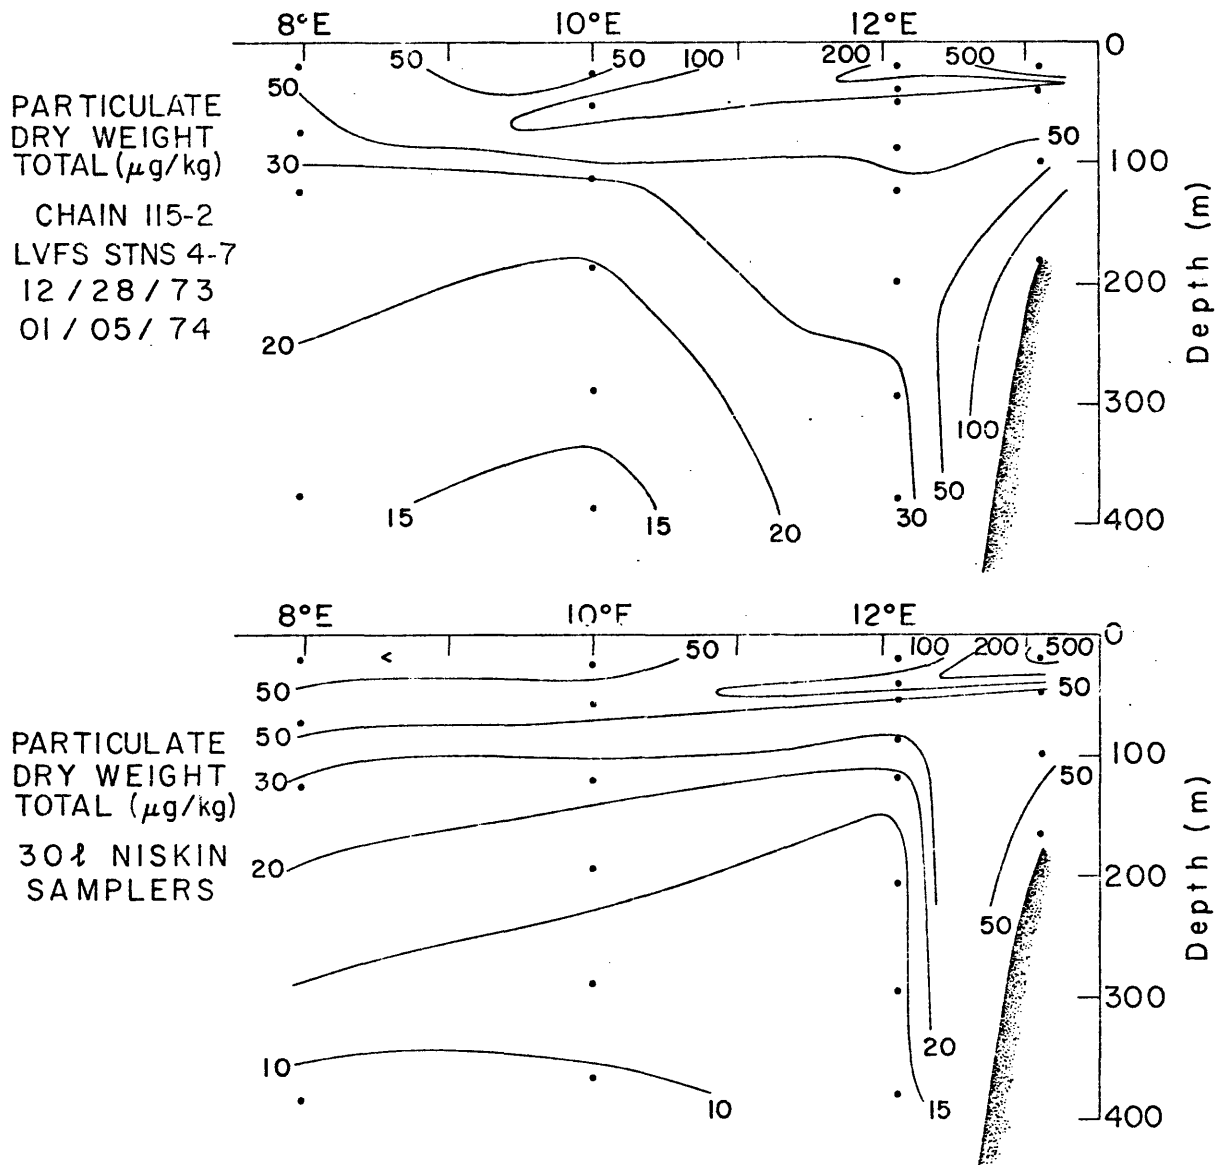 8°E 10°E 12°E
50 50 100 200 500 0
50
PARTICULATE
DRY WEIGHT
TOTAL (μg/kg)
50
30
100
CHAIN 115-2
LVFS STNS 4-7
12/28/73
01/05/74
200
20
300
100
50
15 15 20 30
400
Depth (m)
8°E 10°E 12°E
<
50 100 200 500 0
50
50
50
PARTICULATE
DRY WEIGHT
TOTAL (μg/kg)
30
100
50
30ℓ NISKIN
SAMPLERS
20
200
50
300
20
10
10 15
400
Depth (m)